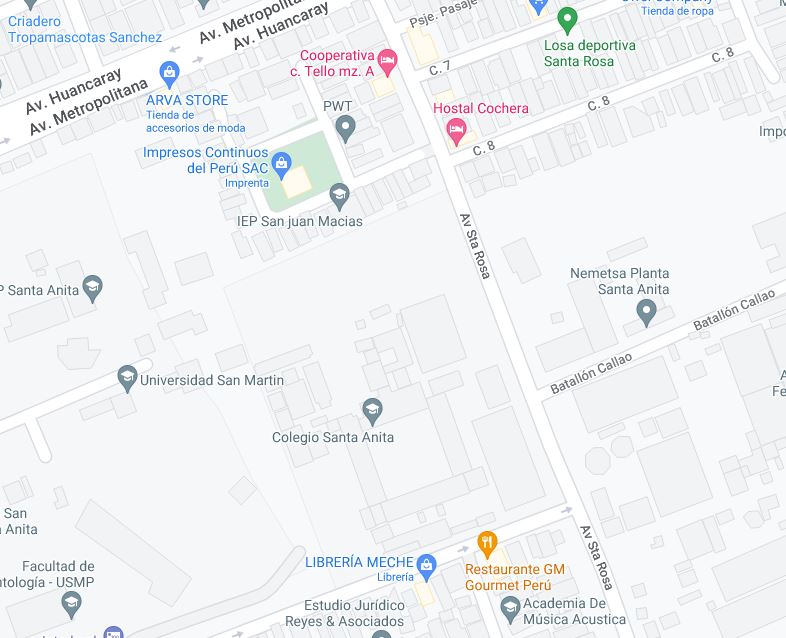 Criadero
Tropamascotas Sanchez
Av. Metropolitana
Av. Huancaray
Psje. Pasaje
Tienda de ropa
Losa deportiva
Santa Rosa
Cooperativa
c. Tello mz. A
C. 7
C. 8
Av. Huancaray
Av. Metropolitana
ARVA STORE
Tienda de
accesorios de moda
PWT
Hostal Cochera
C. 8
C. 8
Impresos Continuos
del Perú SAC
Imprenta
IEP San juan Macias
Av Sta Rosa
P Santa Anita
Nemetsa Planta
Santa Anita
Batallón Callao
Batallón Callao
Universidad San Martin
Colegio Santa Anita
San
Anita
Av Sta Rosa
LIBRERÍA MECHE
Librería
Restaurante GM
Gourmet Perú
Facultad de
ntología - USMP
Estudio Jurídico
Reyes & Asociados
Academia De
Música Acustica